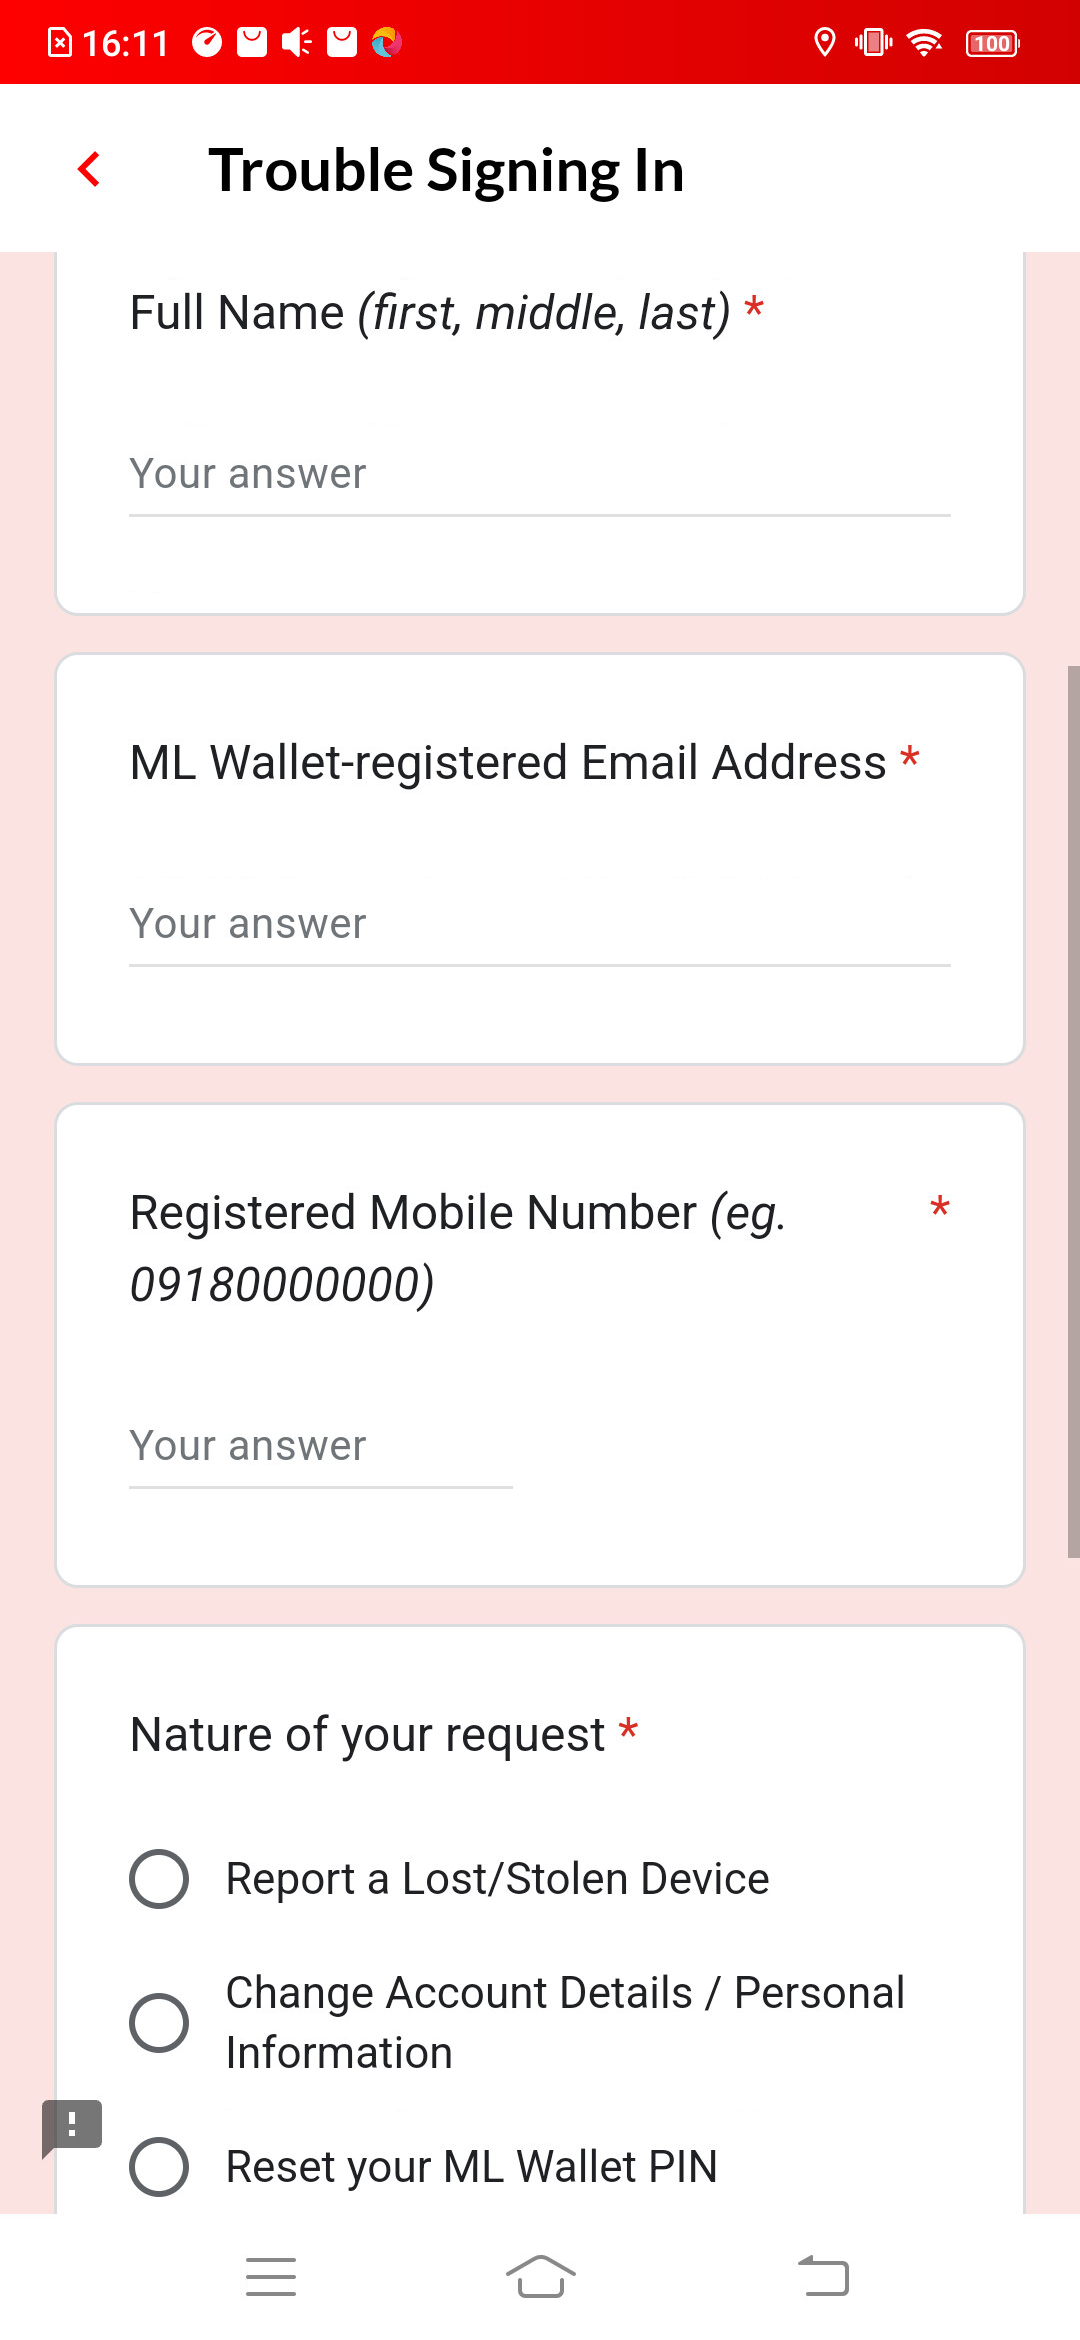 16:11
100
Trouble Signing In
Full Name (first, middle, last) *
Your answer
ML Wallet-registered Email Address *
Your answer
Registered Mobile Number (eg. *
09180000000)
Your answer
Nature of your request *
Report a Lost/Stolen Device
Change Account Details / Personal
Information
Reset your ML Wallet PIN